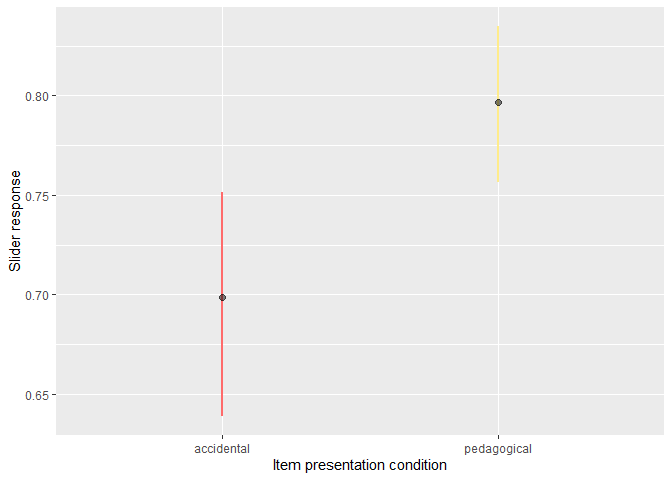 0.80
0.75
0.70
0.65
Slider response
accidental
pedagogical
Item presentation condition